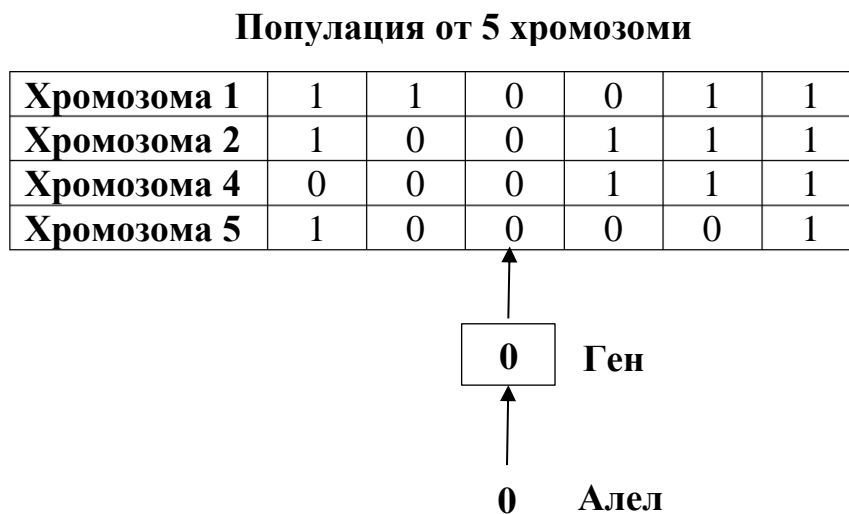 Популация от 5 хромозоми
Хромозома 1 1 1 0 0 1 1
Хромозома 2 1 0 0 1 1 1
Хромозома 4 0 0 0 1 1 1
Хромозома 5 1 0 0 0 0 1
0 Ген
0 Алел